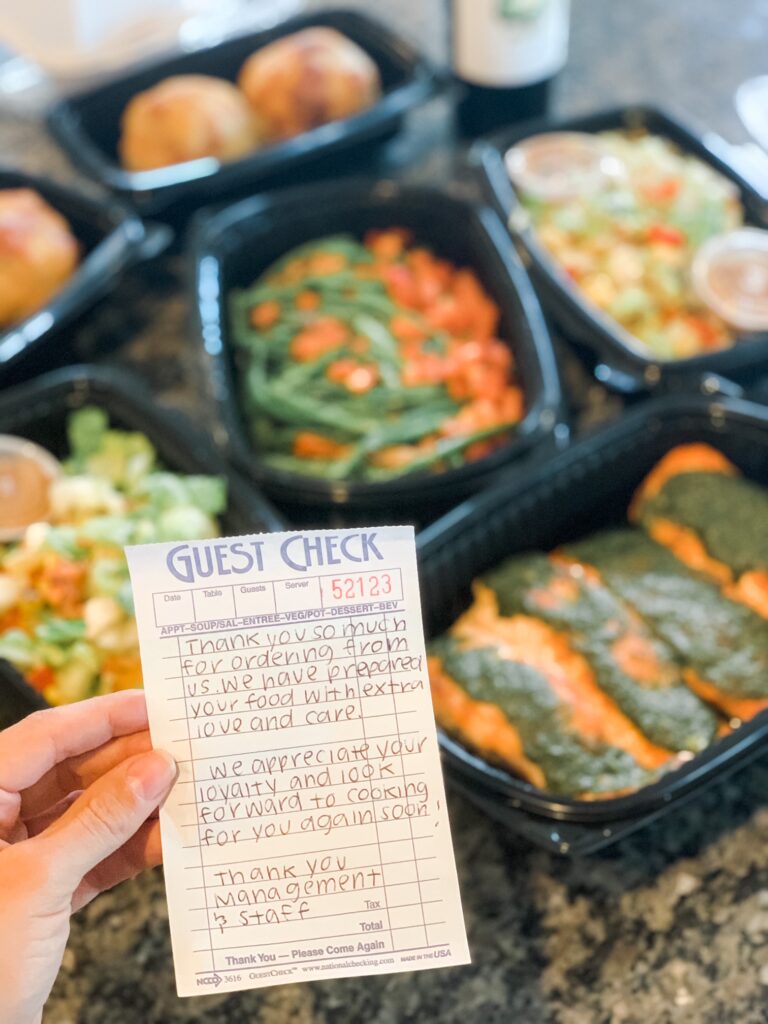 GUEST CHECK
Date Table Guests Server 52123
APPT–SOUP/SAL–ENTREE–VEG/POT–DESSERT–BEV
Thank you so much
for ordering from
us. We have prepared
your food with extra
love and care.
We appreciate your
loyalty and look
forward to cooking
for you again soon!
Thank you
Management
& Staff
Tax
Total
Thank You — Please Come Again
NCCO 3616 GUESTCHECK™ www.nationalchecking.com MADE IN THE USA